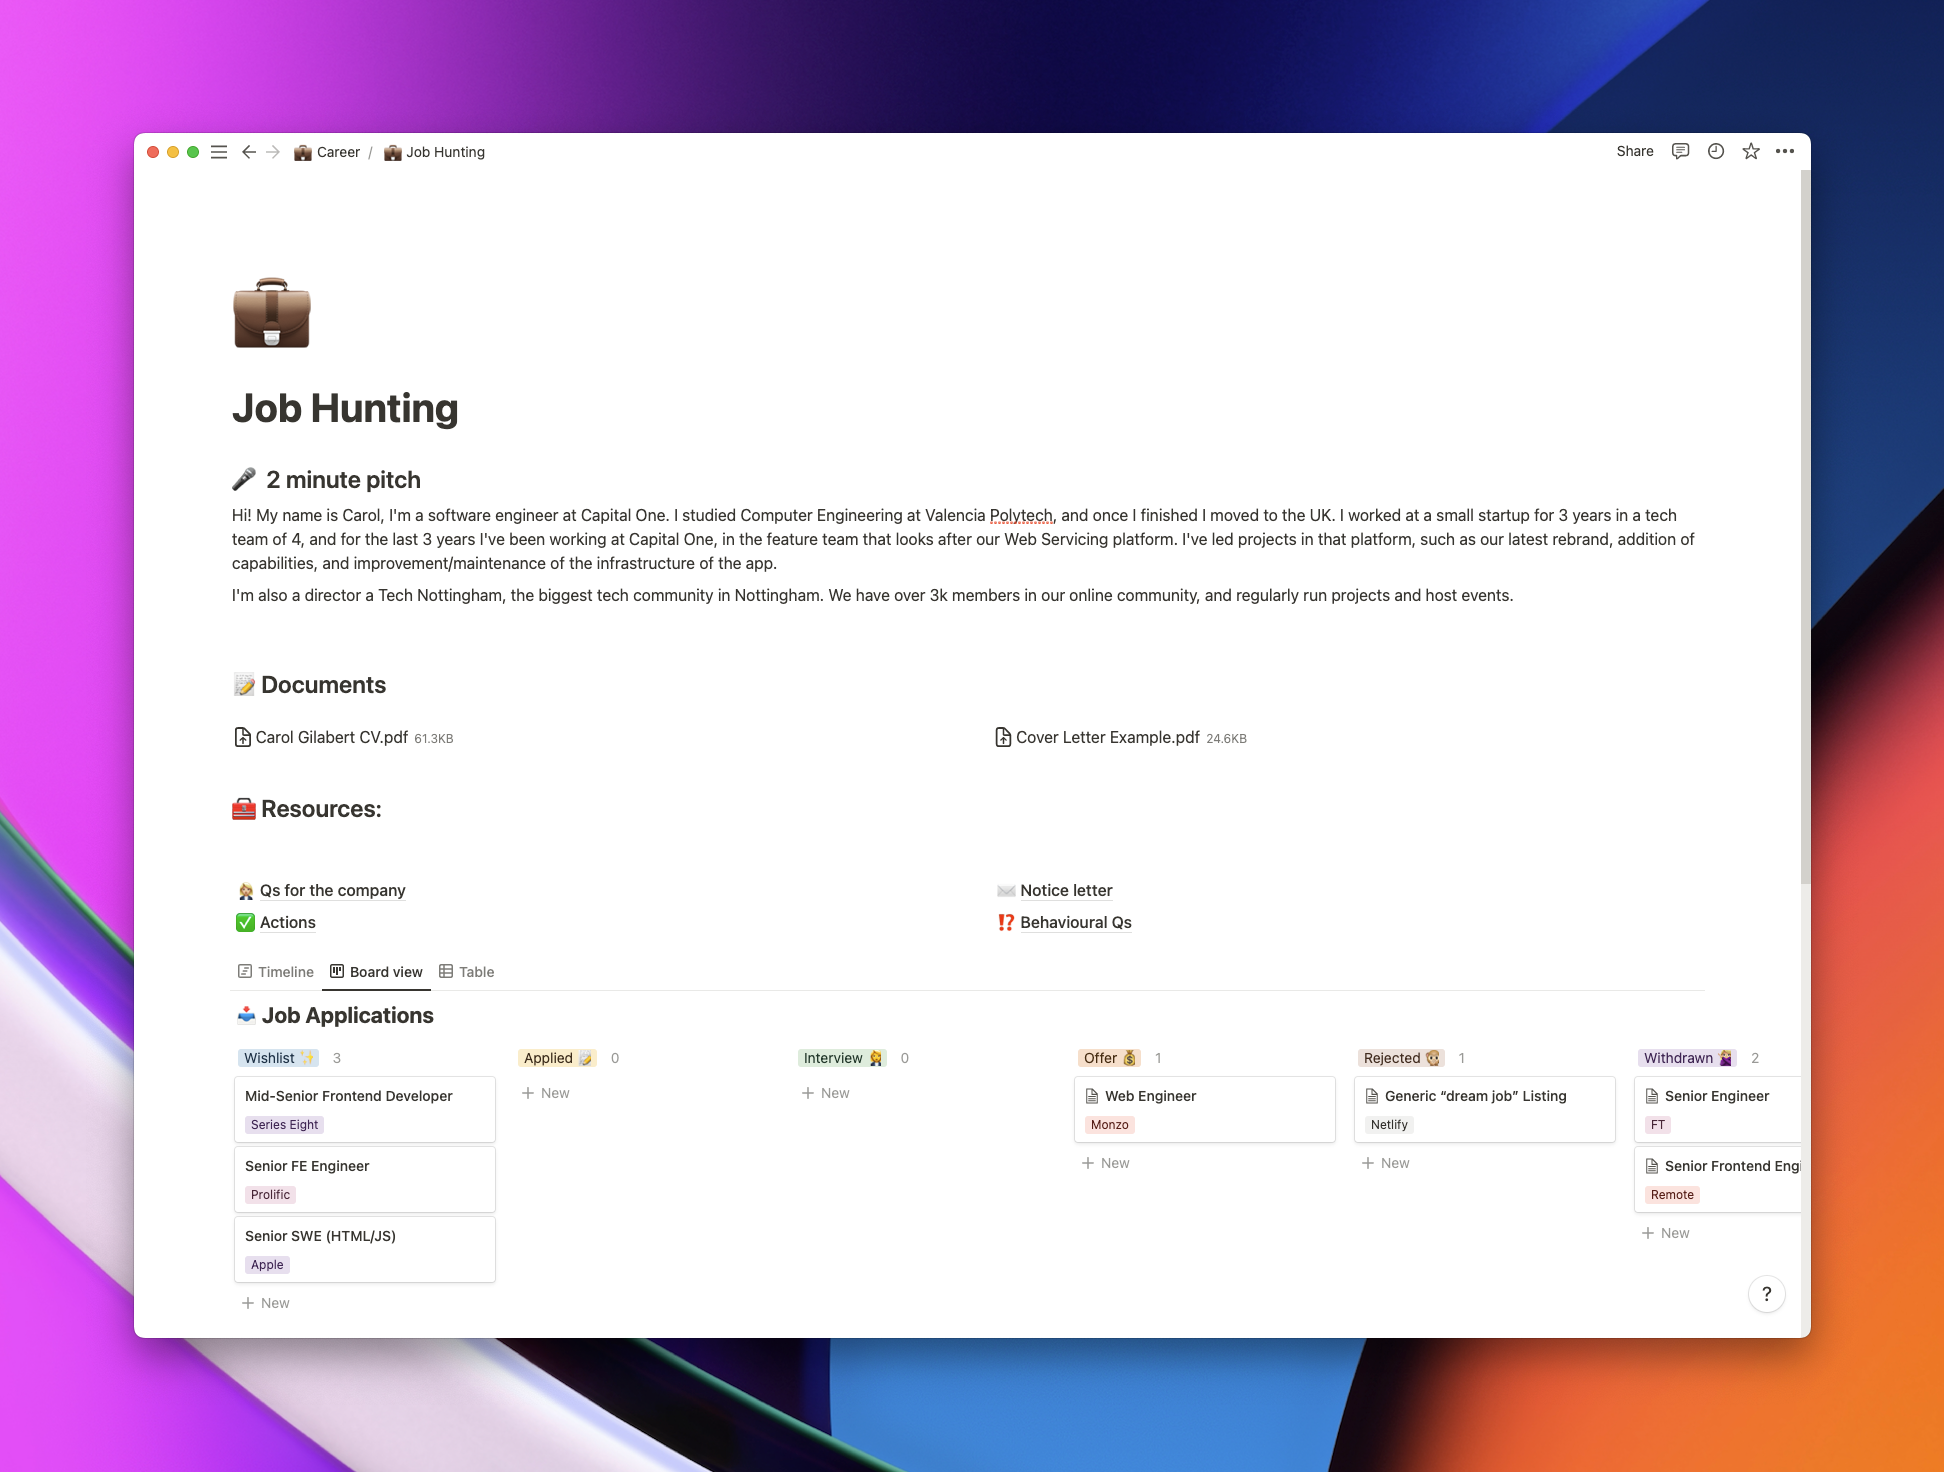 Career / Job Hunting
Share
Job Hunting
2 minute pitch
Hi! My name is Carol, I'm a software engineer at Capital One. I studied Computer Engineering at Valencia Polytech, and once I finished I moved to the UK. I worked at a small startup for 3 years in a tech
team of 4, and for the last 3 years I've been working at Capital One, in the feature team that looks after our Web Servicing platform. I've led projects in that platform, such as our latest rebrand, addition of
capabilities, and improvement/maintenance of the infrastructure of the app.
I'm also a director a Tech Nottingham, the biggest tech community in Nottingham. We have over 3k members in our online community, and regularly run projects and host events.
Documents
Carol Gilabert CV.pdf 61.3KB
Cover Letter Example.pdf 24.6KB
Resources:
Qs for the company
Notice letter
Actions
Behavioural Qs
Timeline Board view Table
Job Applications
Wishlist 3
Mid-Senior Frontend Developer
Series Eight
Senior FE Engineer
Prolific
Senior SWE (HTML/JS)
Apple
New
Applied 0
New
Interview 0
New
Offer 1
Web Engineer
Monzo
New
Rejected 1
Generic “dream job” Listing
Netlify
New
Withdrawn 2
Senior Engineer
FT
Senior Frontend Engi
Remote
New
?